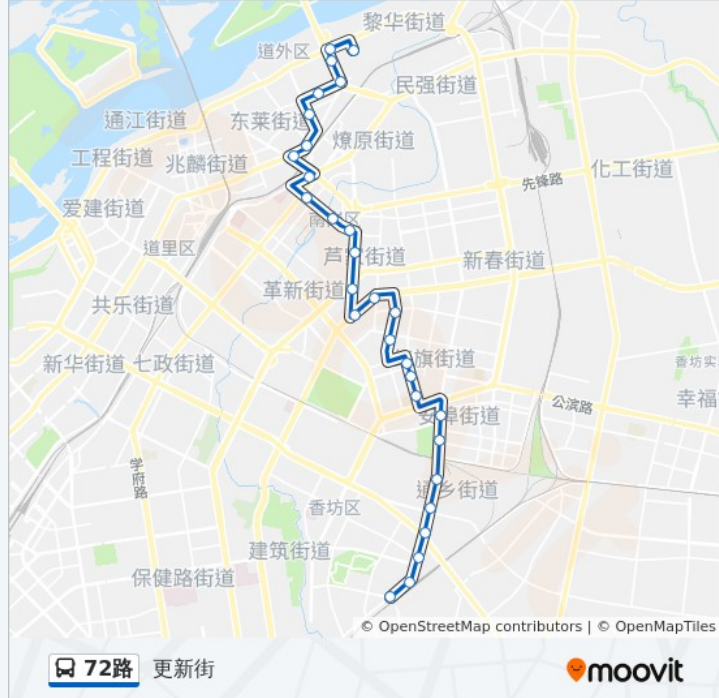 黎华街道
道外区
民强街道
通江街道
东莱街道
燎原街道
工程街道
兆麟街道
化工街道
先锋路
爱建街道
南岗区
道里区
芦家街道
新春街道
革新街道
共乐街道
新华街道
七政街道
旗街道
香坊实
幸福
公滨路
安埠街道
学府路
通乡街道
香坊区
建筑街道
保健路街道
© OpenStreetMap contributors | © OpenMapTiles
72路 更新街
moovit